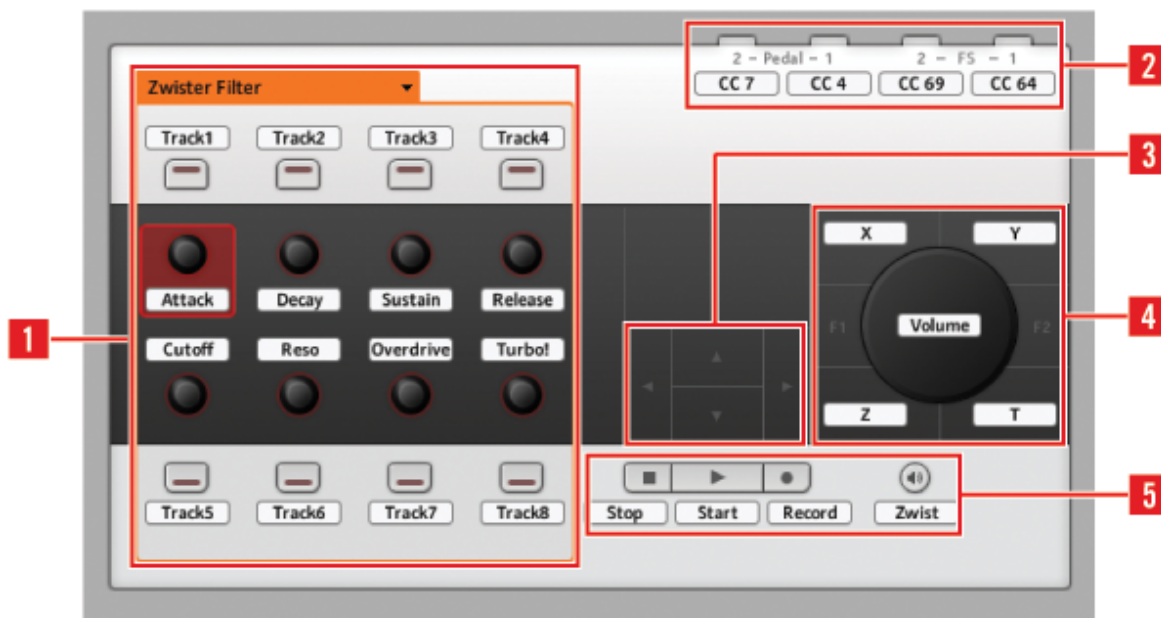 2 - Pedal - 1 2 - FS - 1
CC 7 CC 4 CC 69 CC 64
2
Zwister Filter
Track1 Track2 Track3 Track4
3
Attack Decay Sustain Release
Cutoff Reso Overdrive Turbo!
1
X Y
F1 Volume F2
Z T
4
Track5 Track6 Track7 Track8
Stop Start Record Zwist
5